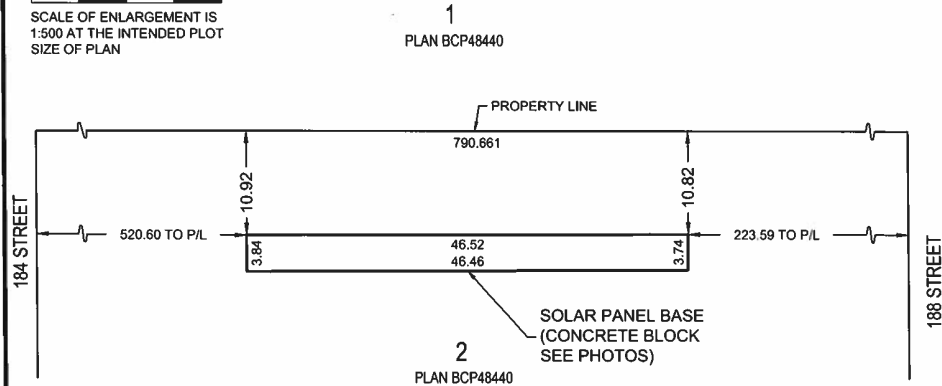 SCALE OF ENLARGEMENT IS
1:500 AT THE INTENDED PLOT
SIZE OF PLAN
1
PLAN BCP48440
PROPERTY LINE
790.661
10.92
10.82
184 STREET
520.60 TO P/L
3.84
46.52
46.46
3.74
223.59 TO P/L
188 STREET
SOLAR PANEL BASE
(CONCRETE BLOCK
SEE PHOTOS)
2
PLAN BCP48440